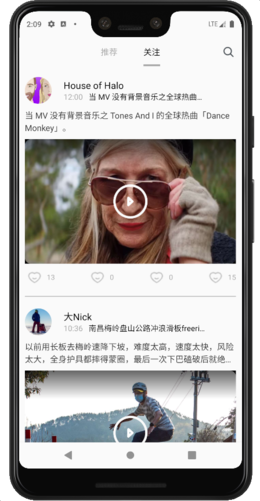 2:09
LTE
推荐 关注
House of Halo
12:00 当 MV 没有背景音乐之全球热曲...
当 MV 没有背景音乐之 Tones And I 的全球热曲「Dance
Monkey」。
13 0 0 15
大Nick
10:36 南昌梅岭盘山公路冲浪滑板freeri...
以前用长板去梅岭速降下坡，难度太高，速度太快，风险
太大，全身护具都摔得蒙圈，最后一次下巴磕破后就绝...